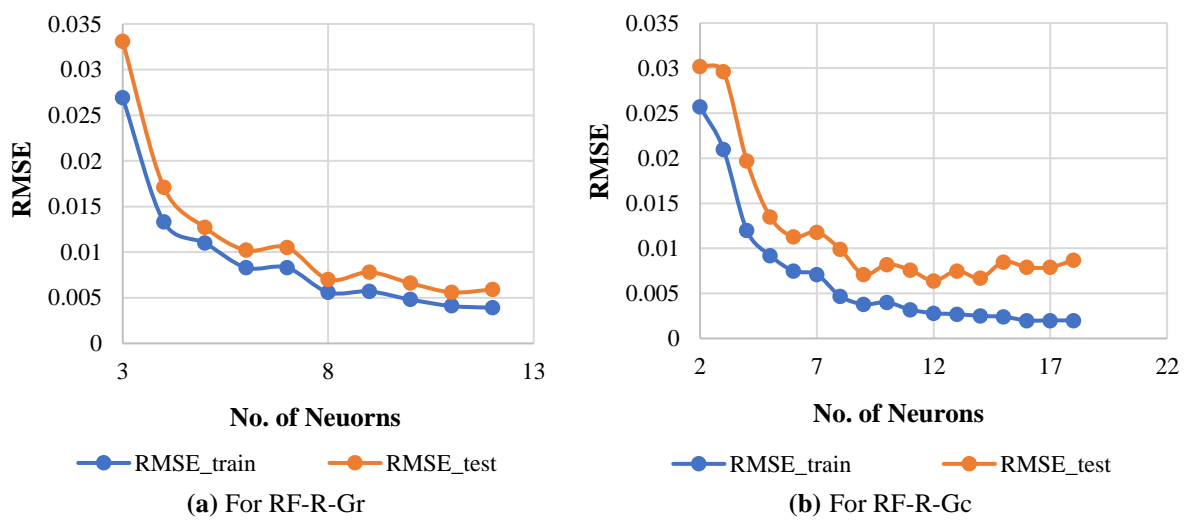 0.035
0.03
0.025
0.02
0.015
0.01
0.005
0
RMSE
3 8 13
No. of Neuorns
RMSE_train RMSE_test
(a) For RF-R-Gr
0.035
0.03
0.025
0.02
0.015
0.01
0.005
0
RMSE
2 7 12 17 22
No. of Neurons
RMSE_train RMSE_test
(b) For RF-R-Gc